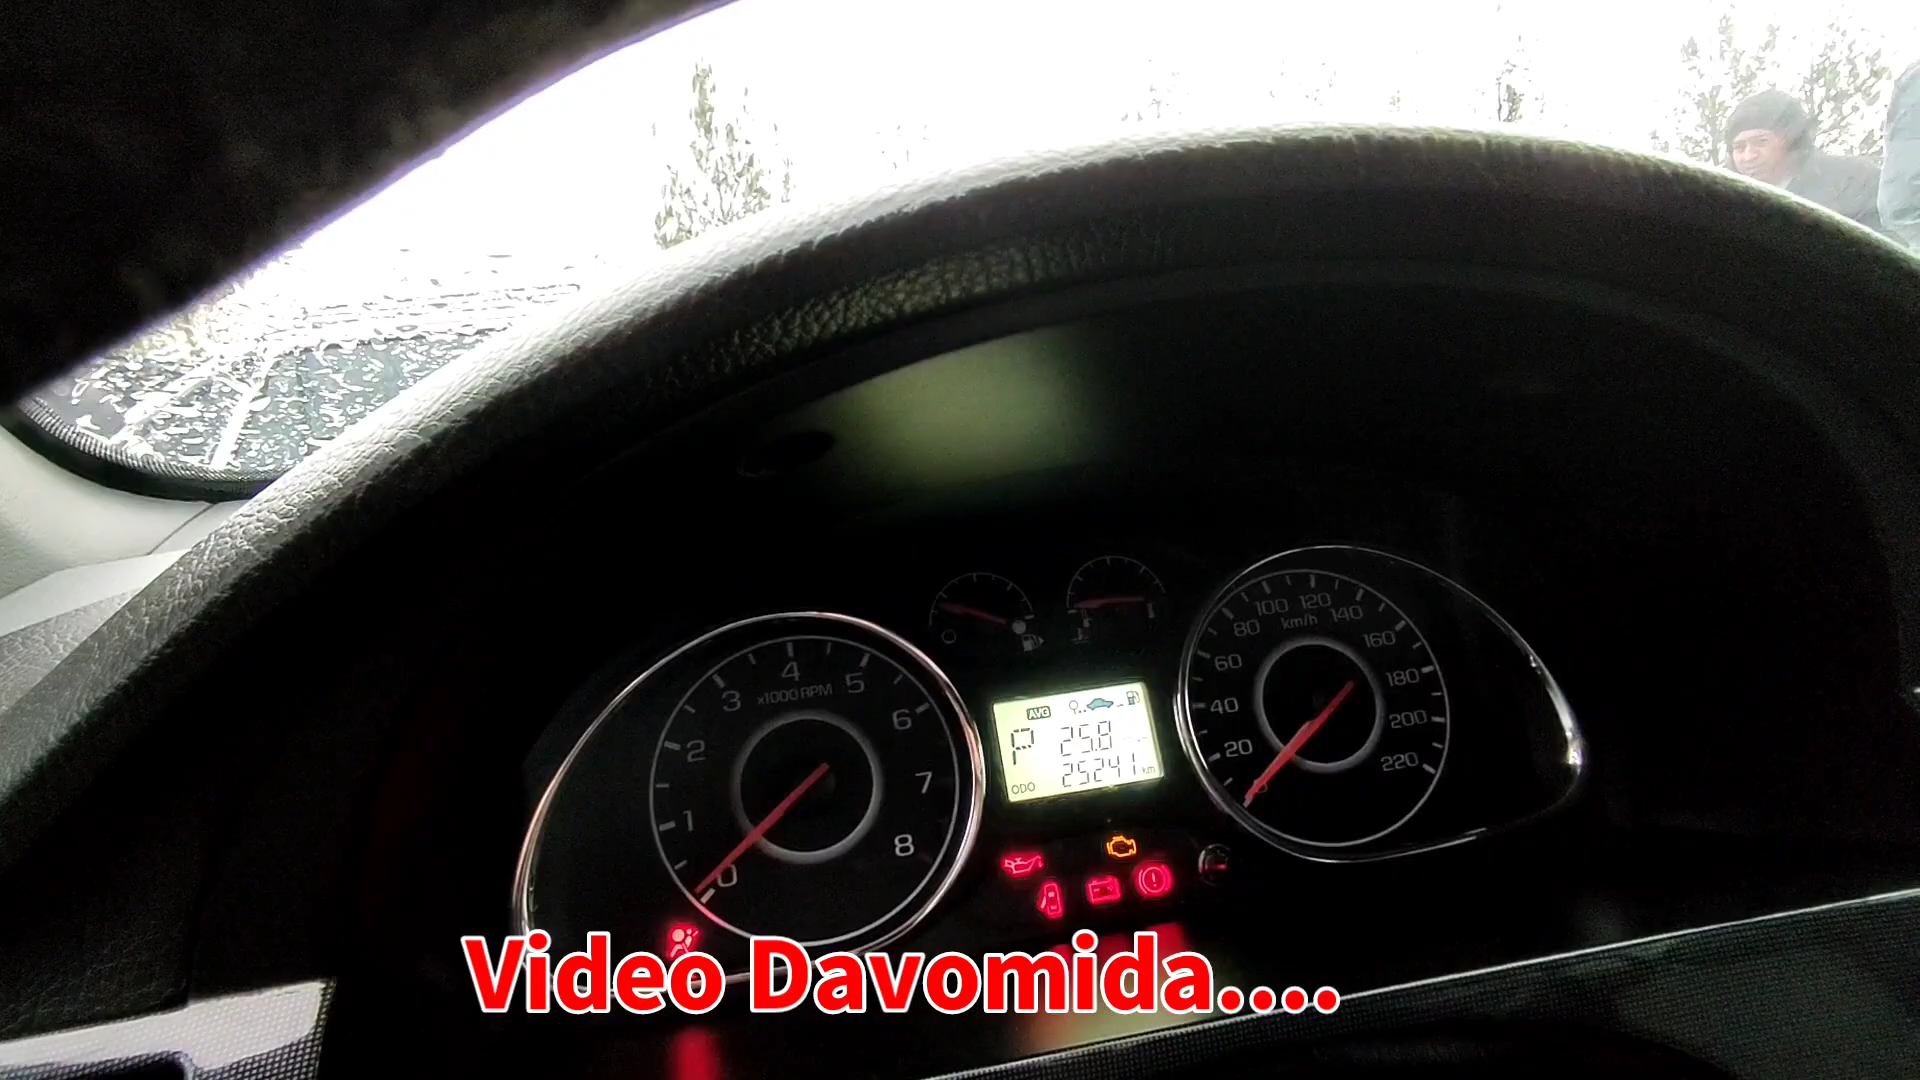 80 100 120 140
km/h
60 160
40 180
20 200
0 220
3 4 5
x1000 RPM
2 6
1 7
0 8
AVG
P 25.8
25241 km
ODO
Video Davomida....